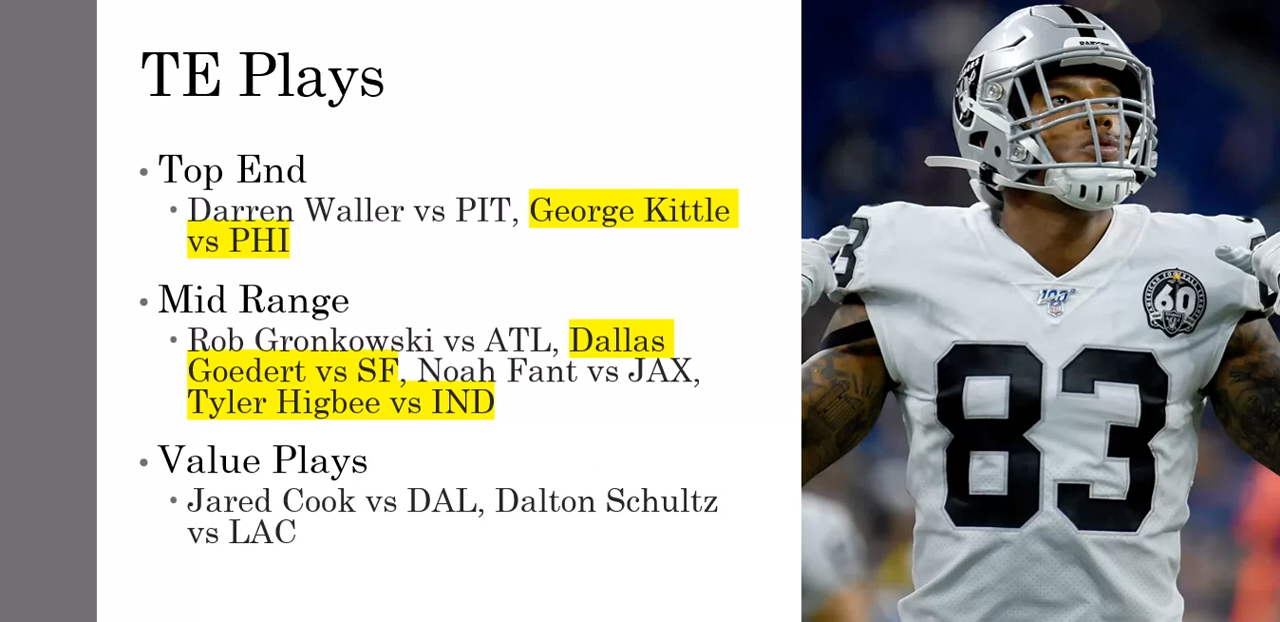 TE Plays
Top End
Darren Waller vs PIT, George Kittle
vs PHI
Mid Range
Rob Gronkowski vs ATL, Dallas
Goedert vs SF, Noah Fant vs JAX,
Tyler Higbee vs IND
Value Plays
Jared Cook vs DAL, Dalton Schultz
vs LAC
RAIDERS
100
60
83